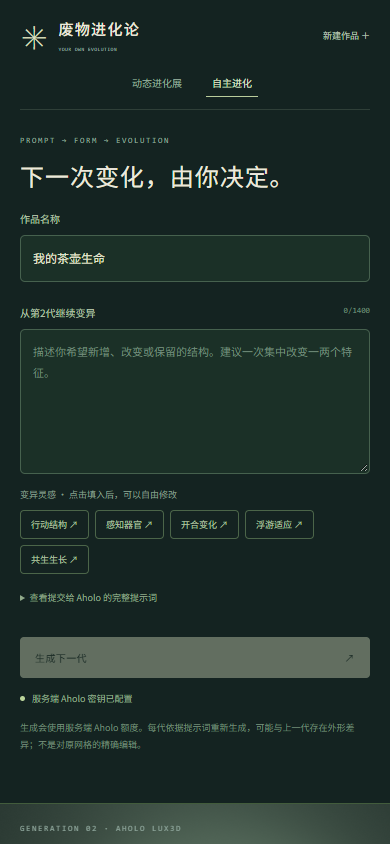 废物进化论
YOUR OWN EVOLUTION
新建作品 +
动态进化展 自主进化
PROMPT → FORM → EVOLUTION
下一次变化，由你决定。
作品名称
我的茶壶生命
从第2代继续变异 0/1400
描述你希望新增、改变或保留的结构。建议一次集中改变一两个特
征。
变异灵感 · 点击填入后，可以自由修改
行动结构 ↗ 感知器官 ↗ 开合变化 ↗ 浮游适应 ↗
共生生长 ↗
▶ 查看提交给 Aholo 的完整提示词
生成下一代 ↗
服务端 Aholo 密钥已配置
生成会使用服务端 Aholo 额度。每代依据提示词重新生成，可能与上一代存在外形差
异；不是对原网格的精确编辑。
GENERATION 02 · AHOLO LUX3D